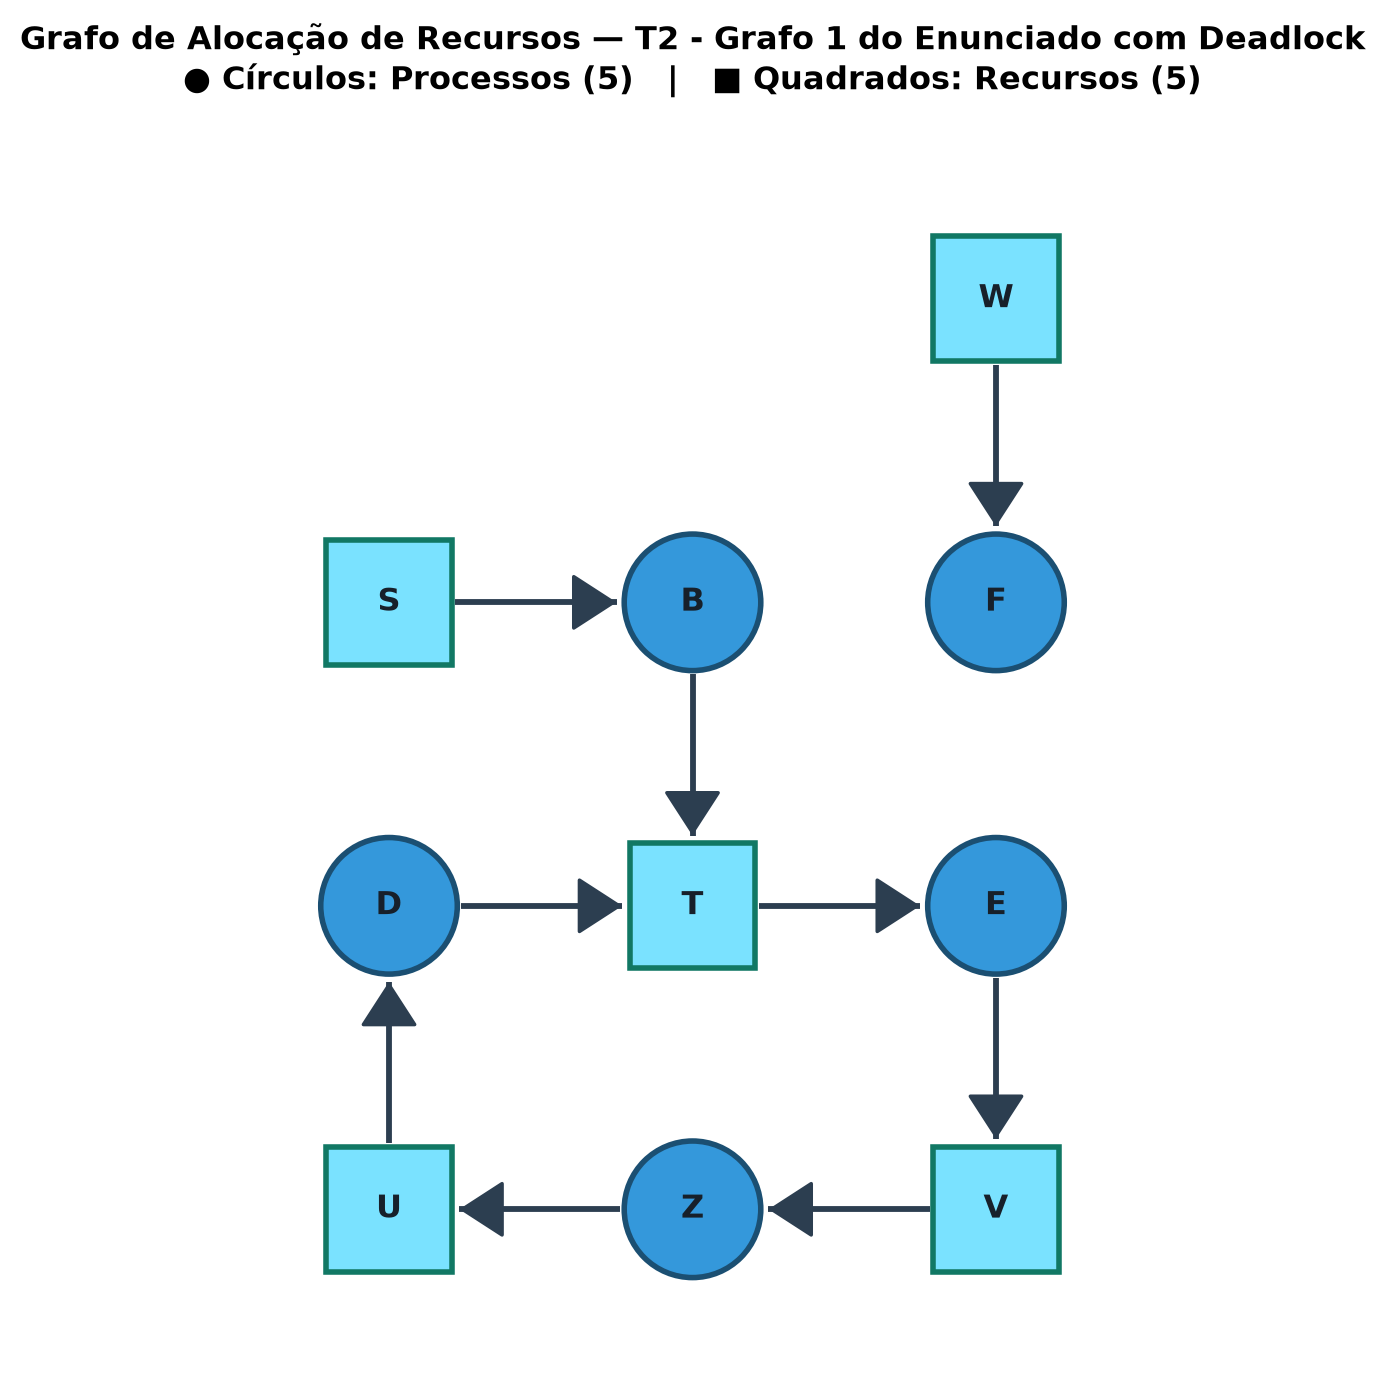 Grafo de Alocação de Recursos — T2 - Grafo 1 do Enunciado com Deadlock
● Círculos: Processos (5) | ■ Quadrados: Recursos (5)
W
S
B
F
D
T
E
U
Z
V